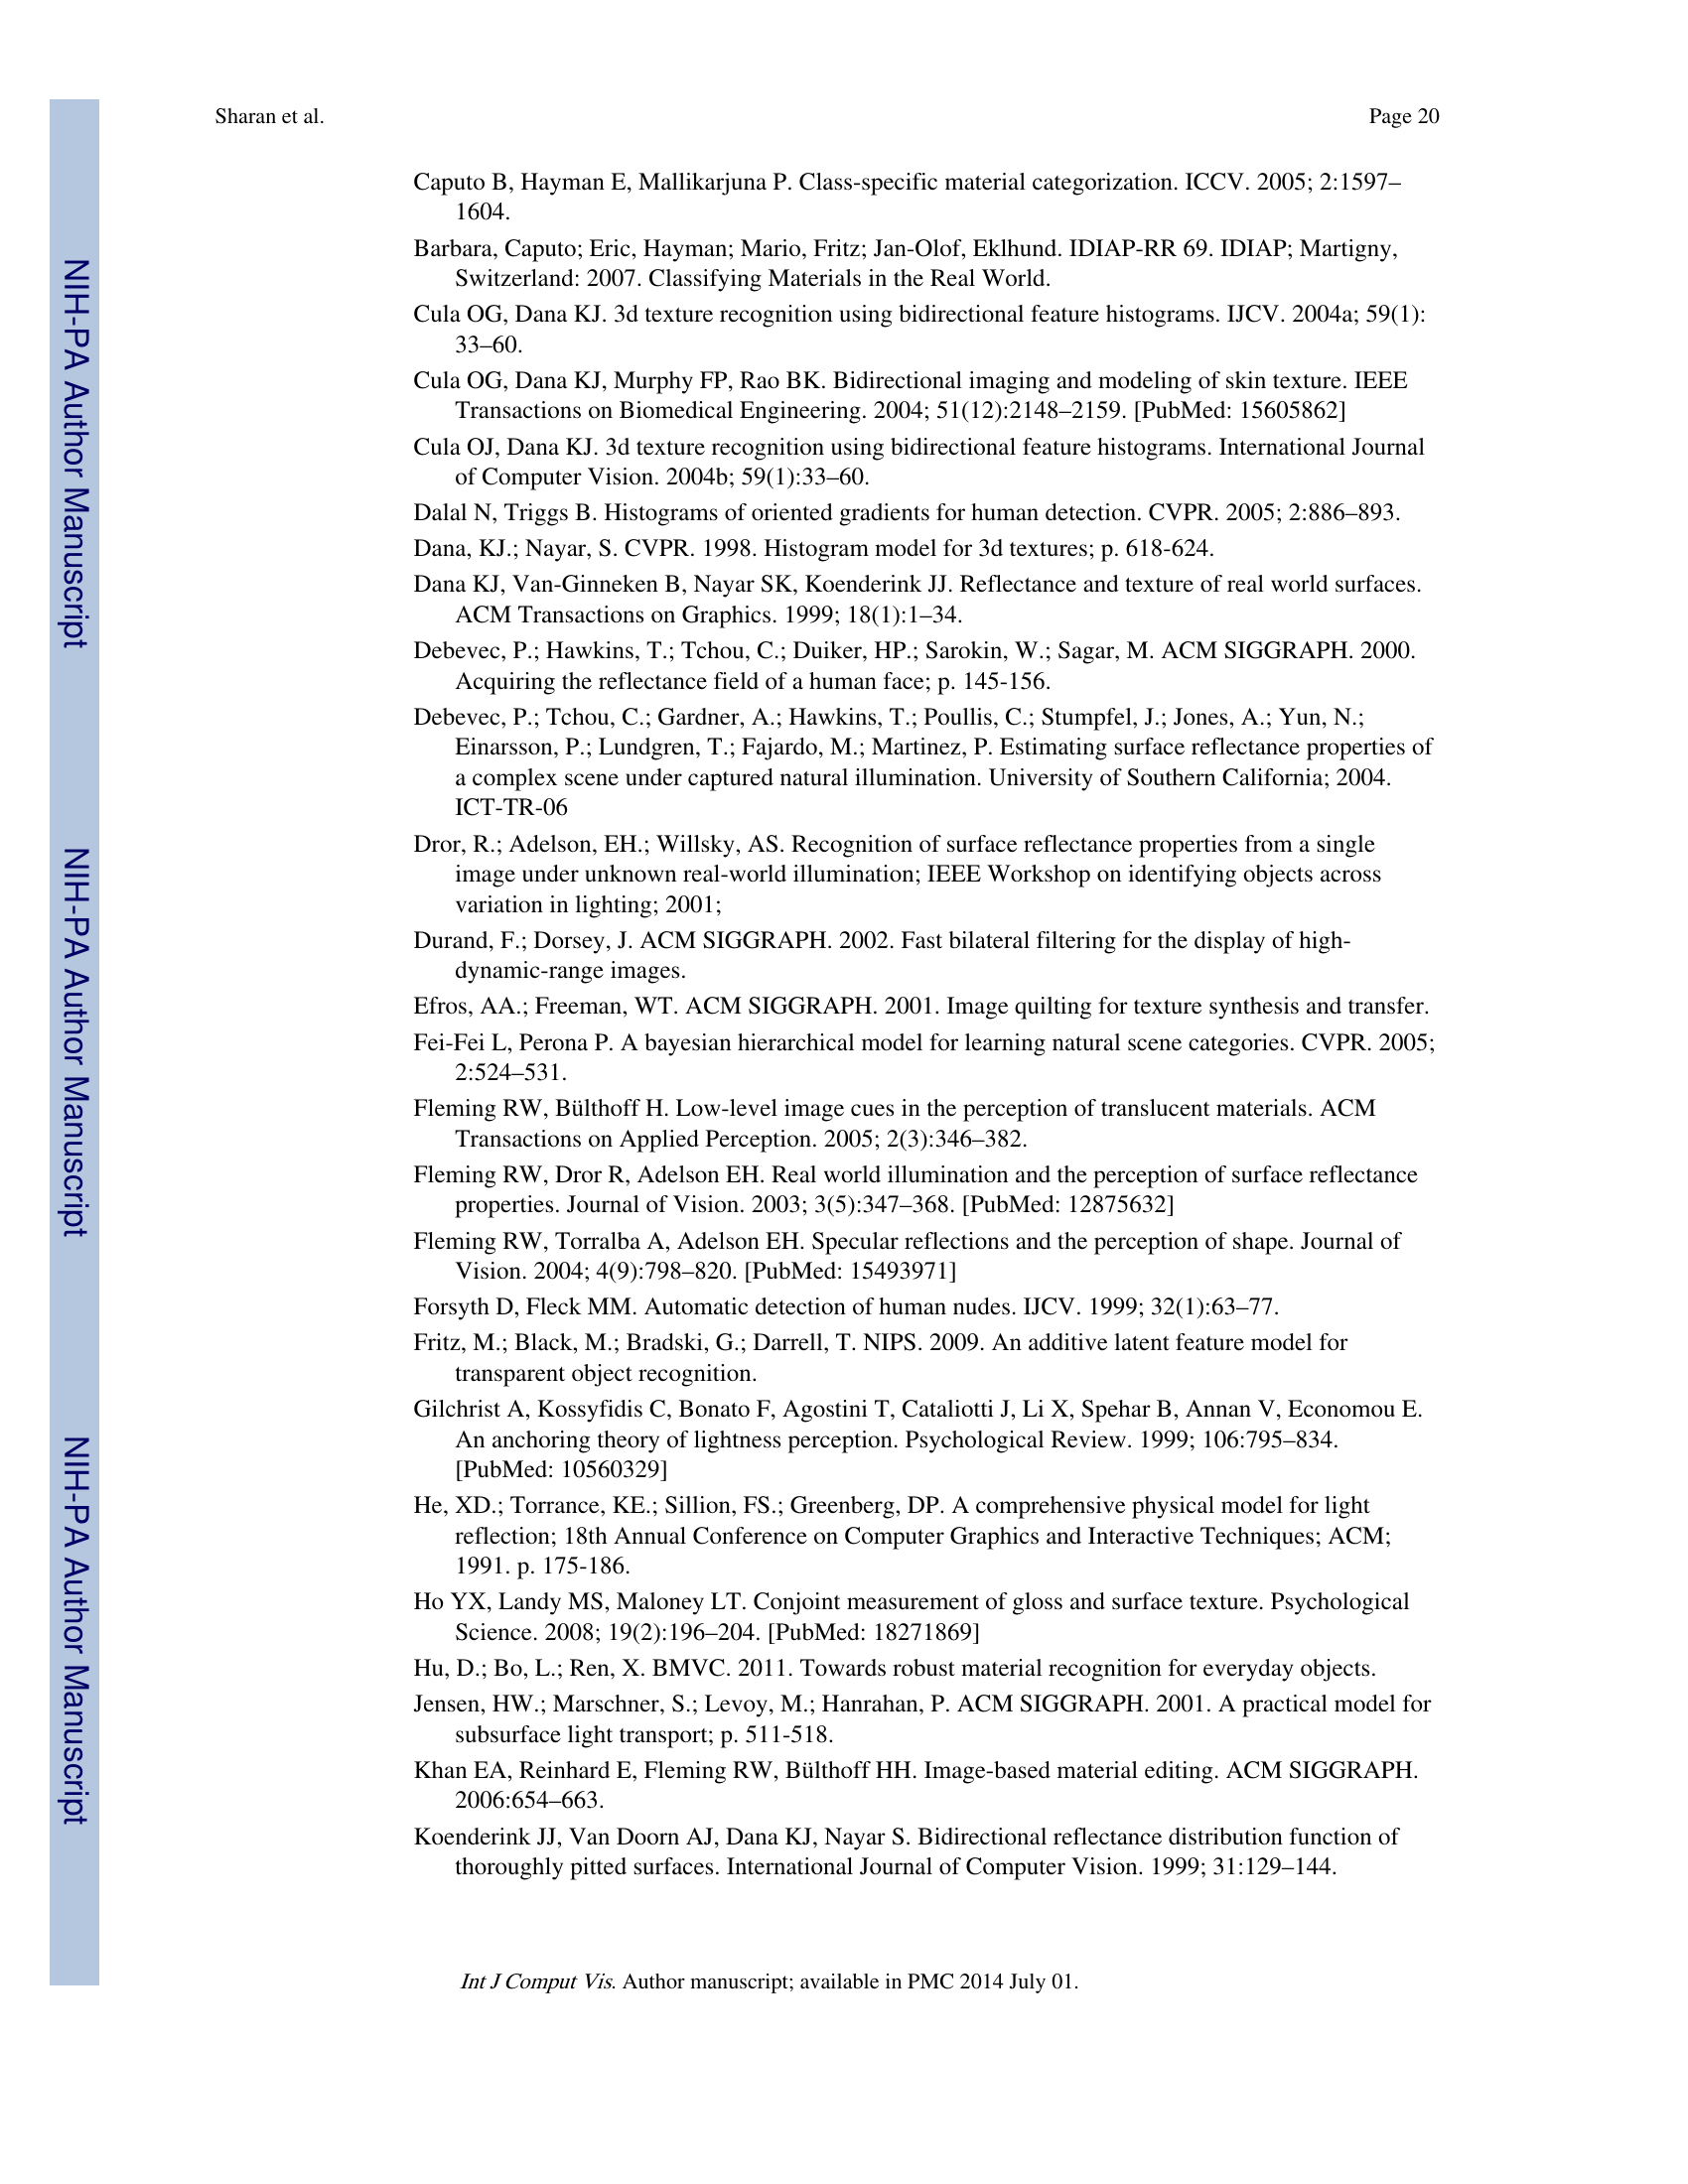 Sharan et al.
Page 20
NIH-PA Author Manuscript
NIH-PA Author Manuscript
NIH-PA Author Manuscript
Caputo B, Hayman E, Mallikarjuna P. Class-specific material categorization. ICCV. 2005; 2:1597–
1604.
Barbara, Caputo; Eric, Hayman; Mario, Fritz; Jan-Olof, Eklhund. IDIAP-RR 69. IDIAP; Martigny,
Switzerland: 2007. Classifying Materials in the Real World.
Cula OG, Dana KJ. 3d texture recognition using bidirectional feature histograms. IJCV. 2004a; 59(1):
33–60.
Cula OG, Dana KJ, Murphy FP, Rao BK. Bidirectional imaging and modeling of skin texture. IEEE
Transactions on Biomedical Engineering. 2004; 51(12):2148–2159. [PubMed: 15605862]
Cula OJ, Dana KJ. 3d texture recognition using bidirectional feature histograms. International Journal
of Computer Vision. 2004b; 59(1):33–60.
Dalal N, Triggs B. Histograms of oriented gradients for human detection. CVPR. 2005; 2:886–893.
Dana, KJ.; Nayar, S. CVPR. 1998. Histogram model for 3d textures; p. 618-624.
Dana KJ, Van-Ginneken B, Nayar SK, Koenderink JJ. Reflectance and texture of real world surfaces.
ACM Transactions on Graphics. 1999; 18(1):1–34.
Debevec, P.; Hawkins, T.; Tchou, C.; Duiker, HP.; Sarokin, W.; Sagar, M. ACM SIGGRAPH. 2000.
Acquiring the reflectance field of a human face; p. 145-156.
Debevec, P.; Tchou, C.; Gardner, A.; Hawkins, T.; Poullis, C.; Stumpfel, J.; Jones, A.; Yun, N.;
Einarsson, P.; Lundgren, T.; Fajardo, M.; Martinez, P. Estimating surface reflectance properties of
a complex scene under captured natural illumination. University of Southern California; 2004.
ICT-TR-06
Dror, R.; Adelson, EH.; Willsky, AS. Recognition of surface reflectance properties from a single
image under unknown real-world illumination; IEEE Workshop on identifying objects across
variation in lighting; 2001;
Durand, F.; Dorsey, J. ACM SIGGRAPH. 2002. Fast bilateral filtering for the display of high-
dynamic-range images.
Efros, AA.; Freeman, WT. ACM SIGGRAPH. 2001. Image quilting for texture synthesis and transfer.
Fei-Fei L, Perona P. A bayesian hierarchical model for learning natural scene categories. CVPR. 2005;
2:524–531.
Fleming RW, Bülthoff H. Low-level image cues in the perception of translucent materials. ACM
Transactions on Applied Perception. 2005; 2(3):346–382.
Fleming RW, Dror R, Adelson EH. Real world illumination and the perception of surface reflectance
properties. Journal of Vision. 2003; 3(5):347–368. [PubMed: 12875632]
Fleming RW, Torralba A, Adelson EH. Specular reflections and the perception of shape. Journal of
Vision. 2004; 4(9):798–820. [PubMed: 15493971]
Forsyth D, Fleck MM. Automatic detection of human nudes. IJCV. 1999; 32(1):63–77.
Fritz, M.; Black, M.; Bradski, G.; Darrell, T. NIPS. 2009. An additive latent feature model for
transparent object recognition.
Gilchrist A, Kossyfidis C, Bonato F, Agostini T, Cataliotti J, Li X, Spehar B, Annan V, Economou E.
An anchoring theory of lightness perception. Psychological Review. 1999; 106:795–834.
[PubMed: 10560329]
He, XD.; Torrance, KE.; Sillion, FS.; Greenberg, DP. A comprehensive physical model for light
reflection; 18th Annual Conference on Computer Graphics and Interactive Techniques; ACM;
1991. p. 175-186.
Ho YX, Landy MS, Maloney LT. Conjoint measurement of gloss and surface texture. Psychological
Science. 2008; 19(2):196–204. [PubMed: 18271869]
Hu, D.; Bo, L.; Ren, X. BMVC. 2011. Towards robust material recognition for everyday objects.
Jensen, HW.; Marschner, S.; Levoy, M.; Hanrahan, P. ACM SIGGRAPH. 2001. A practical model for
subsurface light transport; p. 511-518.
Khan EA, Reinhard E, Fleming RW, Bülthoff HH. Image-based material editing. ACM SIGGRAPH.
2006:654–663.
Koenderink JJ, Van Doorn AJ, Dana KJ, Nayar S. Bidirectional reflectance distribution function of
thoroughly pitted surfaces. International Journal of Computer Vision. 1999; 31:129–144.
Int J Comput Vis. Author manuscript; available in PMC 2014 July 01.